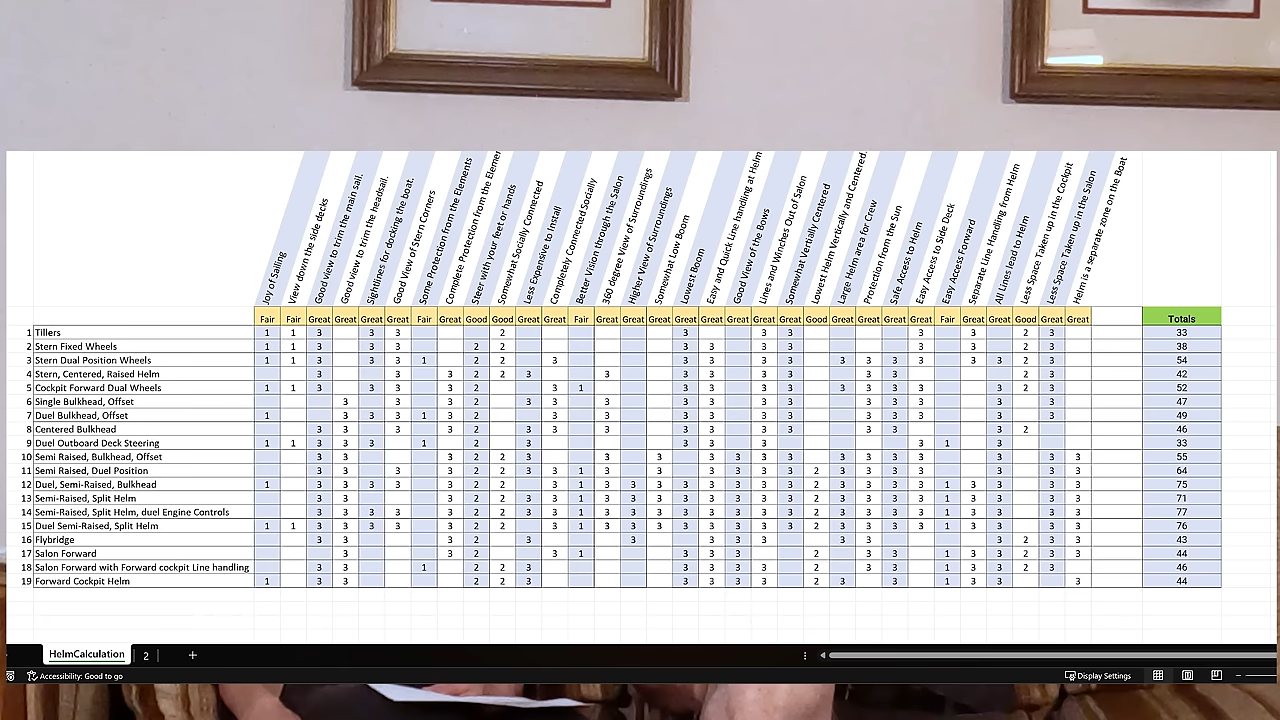 Joy of Sailing
View down the side decks
Good view to trim the main sail.
Good view to trim the headsail.
Sightlines for docking the boat.
Good View of Stern Corners
Some Protection from the Elements
Complete Protection from the
Steer with your feet or hands
Somewhat Socially Connected
Less Expensive to Install
Completely Connected Socially
Better Vision through the Salon
360 degree View of Surroundings
Higher View of Surroundings
Somewhat Low Boom
Lowest Boom
Easy and Quick Line handling at Helm
Good View of the Bows
Lines and Winches Out of Salon
Somewhat Vertically Centered
Lowest Helm Vertically and Centered.
Large Helm area for Crew
Protection from the Sun
Safe Access to Helm
Easy Access to Side Deck
Easy Access Forward
Separate Line Handling from Helm
All Lines lead to Helm
Less Space Taken up in the Cockpit
Less Space Taken up in the Salon
Helm is a separate zone on the Boat
Fair Fair Great Great Great Great Fair Great Good Good Great Great Fair Great Great Great Great Great Great Great Great Good Great Great Great Great Fair Great Great Good Great Great Totals
1 Tillers 1 1 3 3 3 2 3 3 3 3 3 2 3 33
2 Stern Fixed Wheels 1 1 3 3 3 2 2 3 3 3 3 3 3 2 3 38
3 Stern Dual Position Wheels 1 1 3 3 3 1 2 2 3 3 3 3 3 3 3 3 3 3 3 2 3 54
4 Stern, Centered, Raised Helm 3 3 3 2 2 3 3 3 3 3 3 3 3 2 3 42
5 Cockpit Forward Dual Wheels 1 1 3 3 3 3 2 3 1 3 3 3 3 3 3 3 3 3 2 3 52
6 Single Bulkhead, Offset 3 3 3 2 3 3 3 3 3 3 3 3 3 3 3 3 47
7 Duel Bulkhead, Offset 1 3 3 3 1 3 2 3 3 3 3 3 3 3 3 3 3 3 49
8 Centered Bulkhead 3 3 3 3 2 3 3 3 3 3 3 3 3 3 3 2 46
9 Duel Outboard Deck Steering 1 1 3 3 3 1 2 3 3 3 3 3 1 3 33
10 Semi Raised, Bulkhead, Offset 3 3 3 2 2 3 3 3 3 3 3 3 3 3 3 3 3 3 3 55
11 Semi Raised, Duel Position 3 3 3 3 2 2 3 3 1 3 3 3 3 3 3 3 2 3 3 3 3 3 3 3 64
12 Duel, Semi-Raised, Bulkhead 1 3 3 3 3 3 2 2 3 3 1 3 3 3 3 3 3 3 3 2 3 3 3 3 1 3 3 3 3 75
13 Semi-Raised, Split Helm 3 3 3 2 2 3 3 1 3 3 3 3 3 3 3 3 2 3 3 3 3 1 3 3 3 3 71
14 Semi-Raised, Split Helm, duel Engine Controls 3 3 3 3 3 2 2 3 3 1 3 3 3 3 3 3 3 3 2 3 3 3 3 1 3 3 3 3 77
15 Duel Semi-Raised, Split Helm 1 1 3 3 3 3 3 2 2 3 1 3 3 3 3 3 3 3 3 2 3 3 3 3 1 3 3 3 3 76
16 Flybridge 3 3 3 2 3 3 3 3 3 3 3 3 2 3 3 43
17 Salon Forward 3 3 2 3 1 3 3 3 2 3 3 1 3 3 2 3 3 44
18 Salon Forward with Forward cockpit Line handling 3 3 1 2 2 3 3 3 3 3 2 3 3 1 3 3 2 3 46
19 Forward Cockpit Helm 1 3 3 2 2 3 3 3 3 3 2 3 3 1 3 3 3 44
HelmCalculation 2 +
Accessibility: Good to go Display Settings